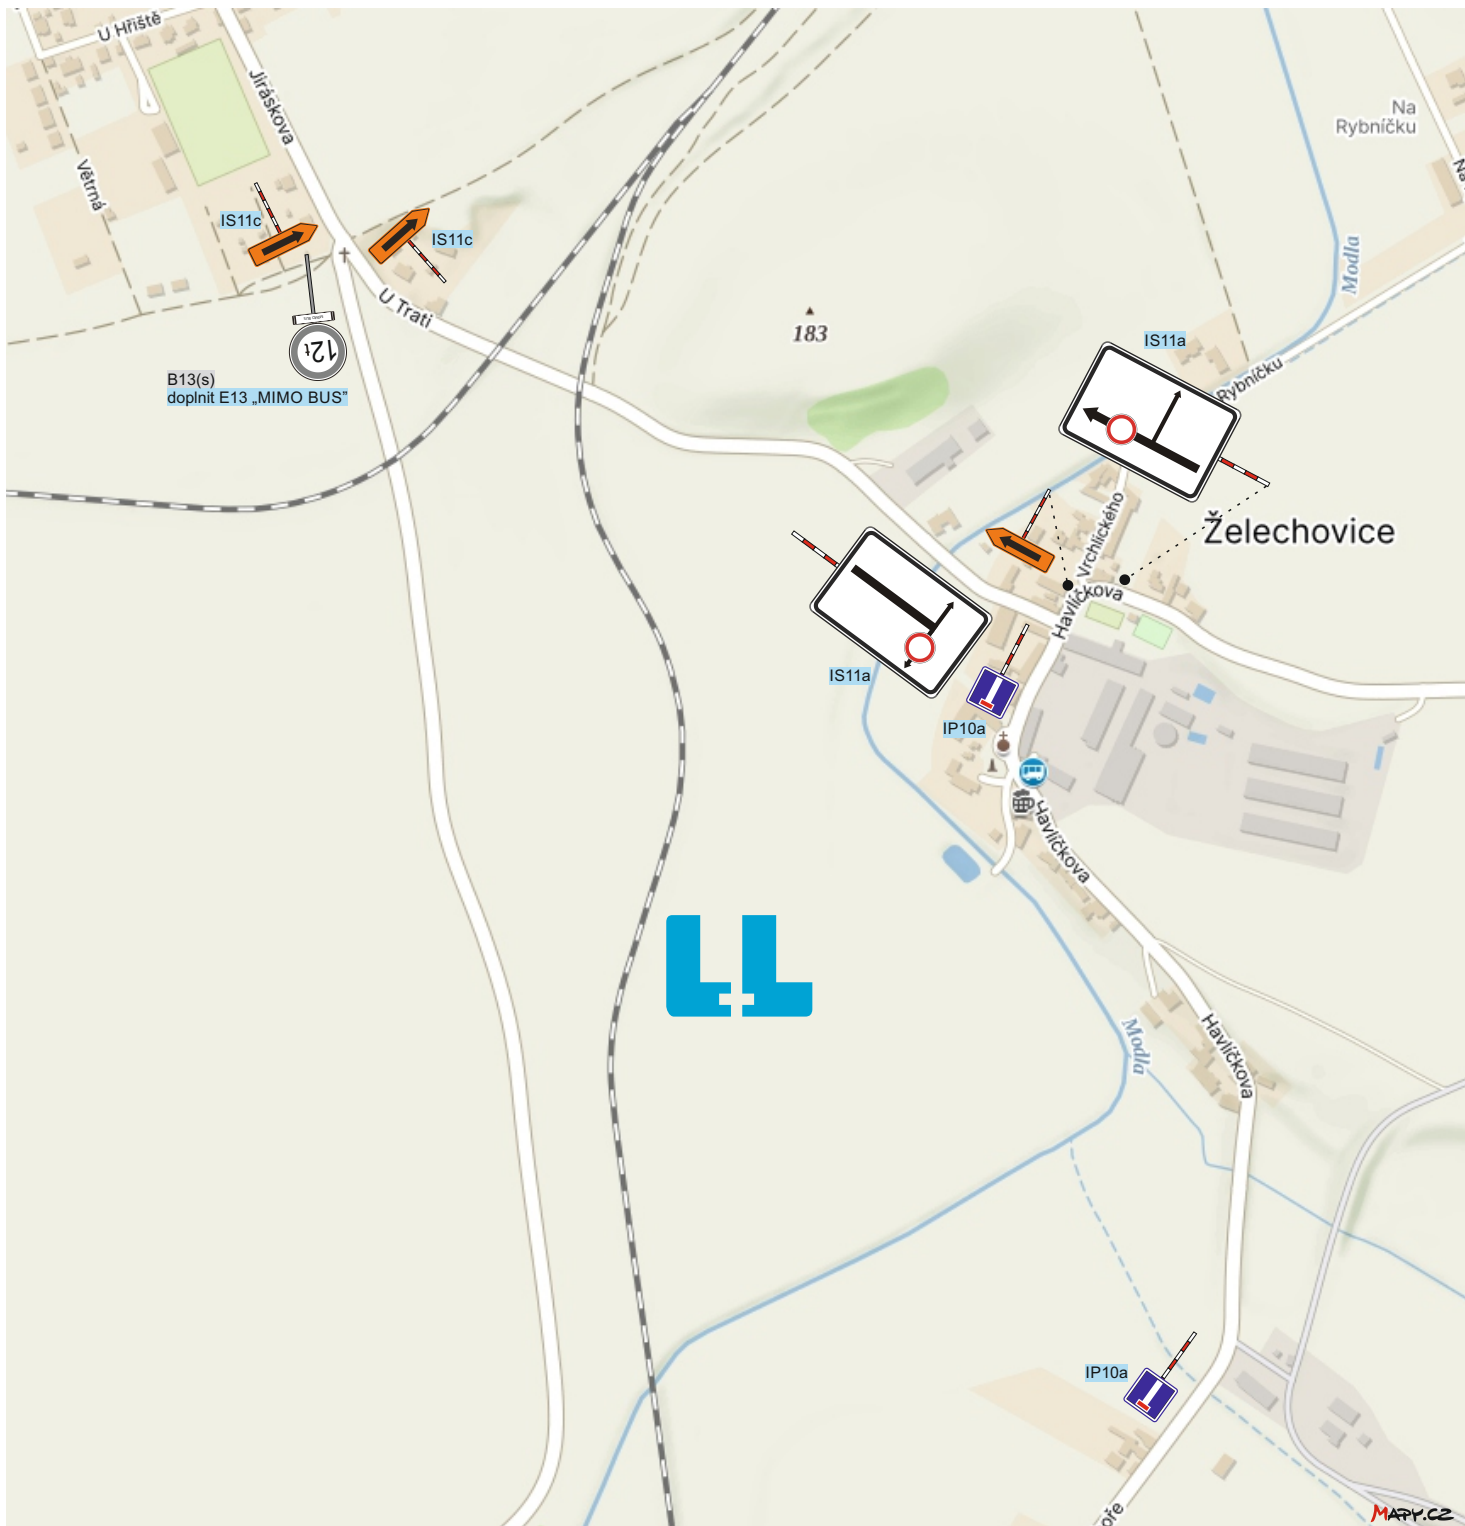 U Hřiště
Jiráskova
Na
Rybníčku
Větrná
IS11c
IS11c
Modla
U Trati
183
IS11a
12t
B13(s)
doplnit E13 „MIMO BUS”
Rybníčku
Vrchlického
Želechovice
Havlíčkova
IS11a
IP10a
Havlíčkova
Modla
Havlíčkova
IP10a
MAPY.CZ